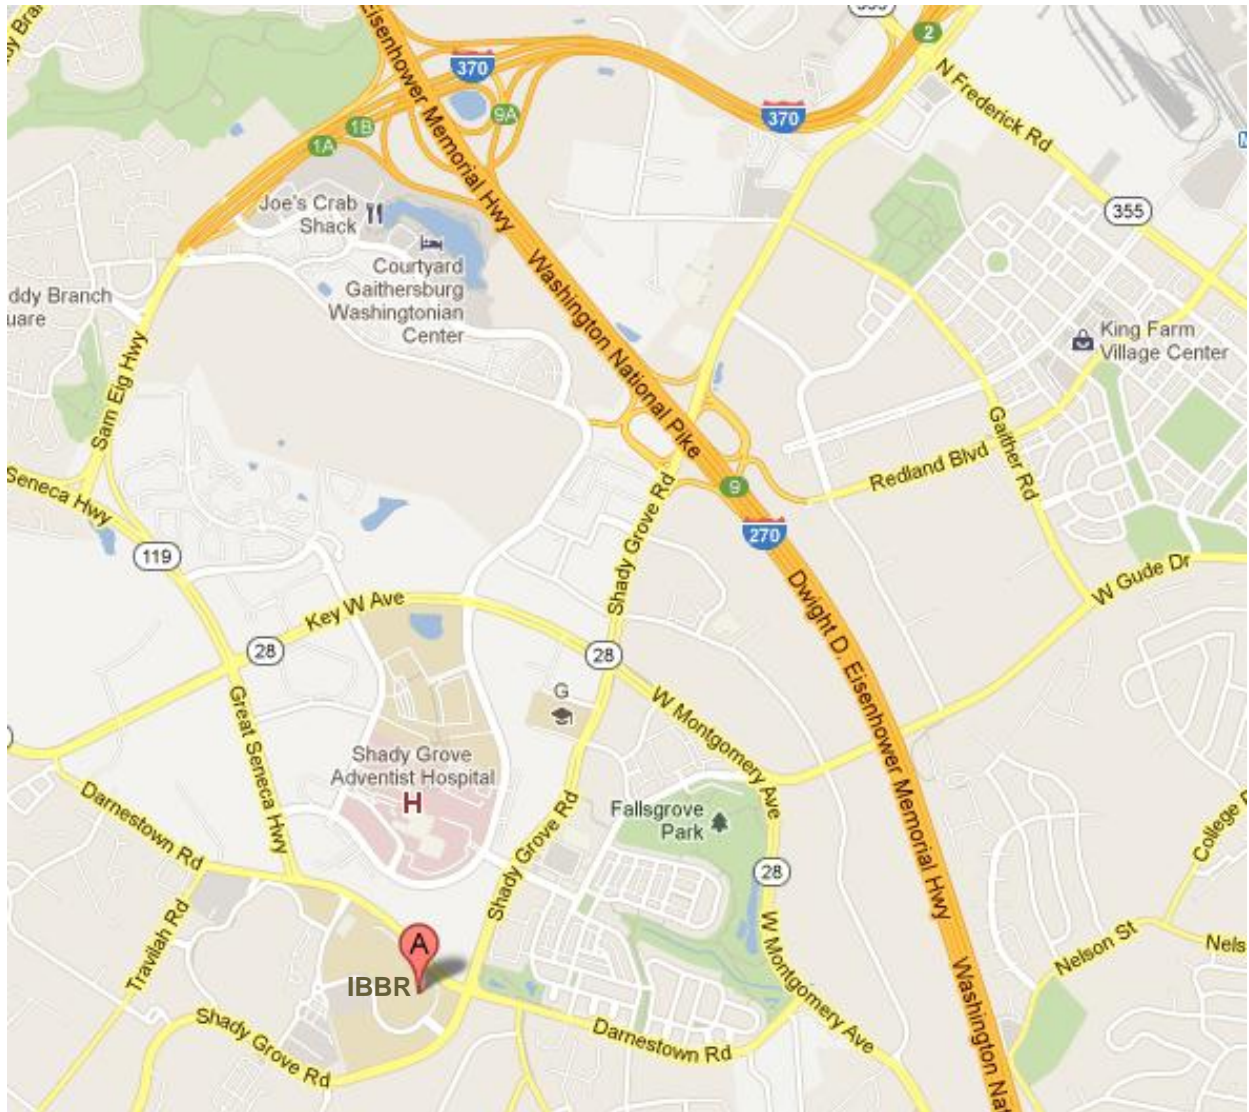 Eisenhower Memorial Hwy
355
2
370
9A
1B
1A
370
N Frederick Rd
355
Joe's Crab
Shack
Courtyard
Gaithersburg
Washingtonian
Center
Washington National Pike
ddy Branch
uare
King Farm
Village Center
Sam Eig Hwy
Gaither Rd
Redland Blvd
Seneca Hwy
9
270
Shady Grove Rd
119
W Gude Dr
Key W Ave
28
28
Dwight D. Eisenhower Memorial Hwy
G
W Montgomery Ave
Great Seneca Hwy
Shady Grove
Adventist Hospital
H
Darnestown Rd
Fallsgrove
Park
College
Shady Grove Rd
28
Travilah Rd
A
IBBR
W Montgomery Ave
Nelson St
Nels
Washington Nat
Shady Grove Rd
Darnestown Rd